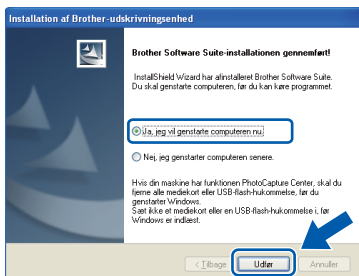 Installation af Brother-udskrivningsenhed
Brother Software Suite-installationen gennemført!
InstallShield Wizard har afinstalleret Brother Software Suite.
Du skal genstarte computeren, før du kan køre programmet.
Ja, jeg vil genstarte computeren nu.
Nej, jeg genstarter computeren senere.
Hvis din maskine har funktionen PhotoCapture Center, skal du
fjerne alle mediekort eller USB-flash-hukommelse, før du
genstarter Windows.
Sæt ikke et mediekort eller en USB-flash-hukommelse i, før
Windows er indlæst.
< Tilbage Udfør Annuller